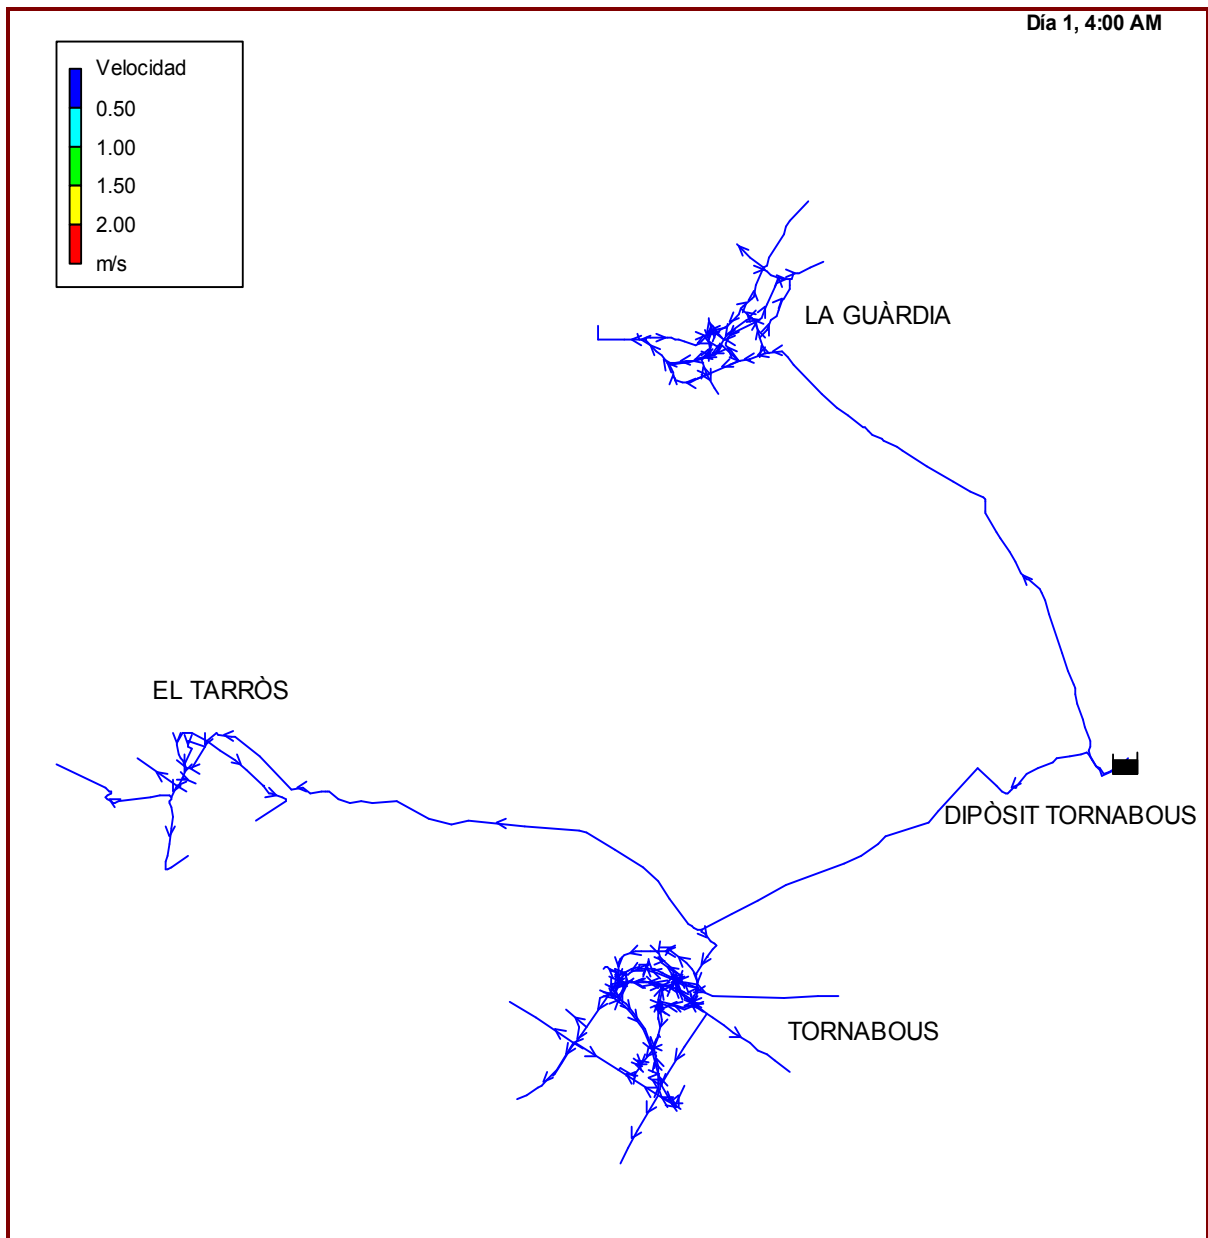 Día 1, 4:00 AM
Velocidad
0.50
1.00
1.50
2.00
m/s
LA GUÀRDIA
EL TARRÒS
DIPÒSIT TORNABOUS
TORNABOUS